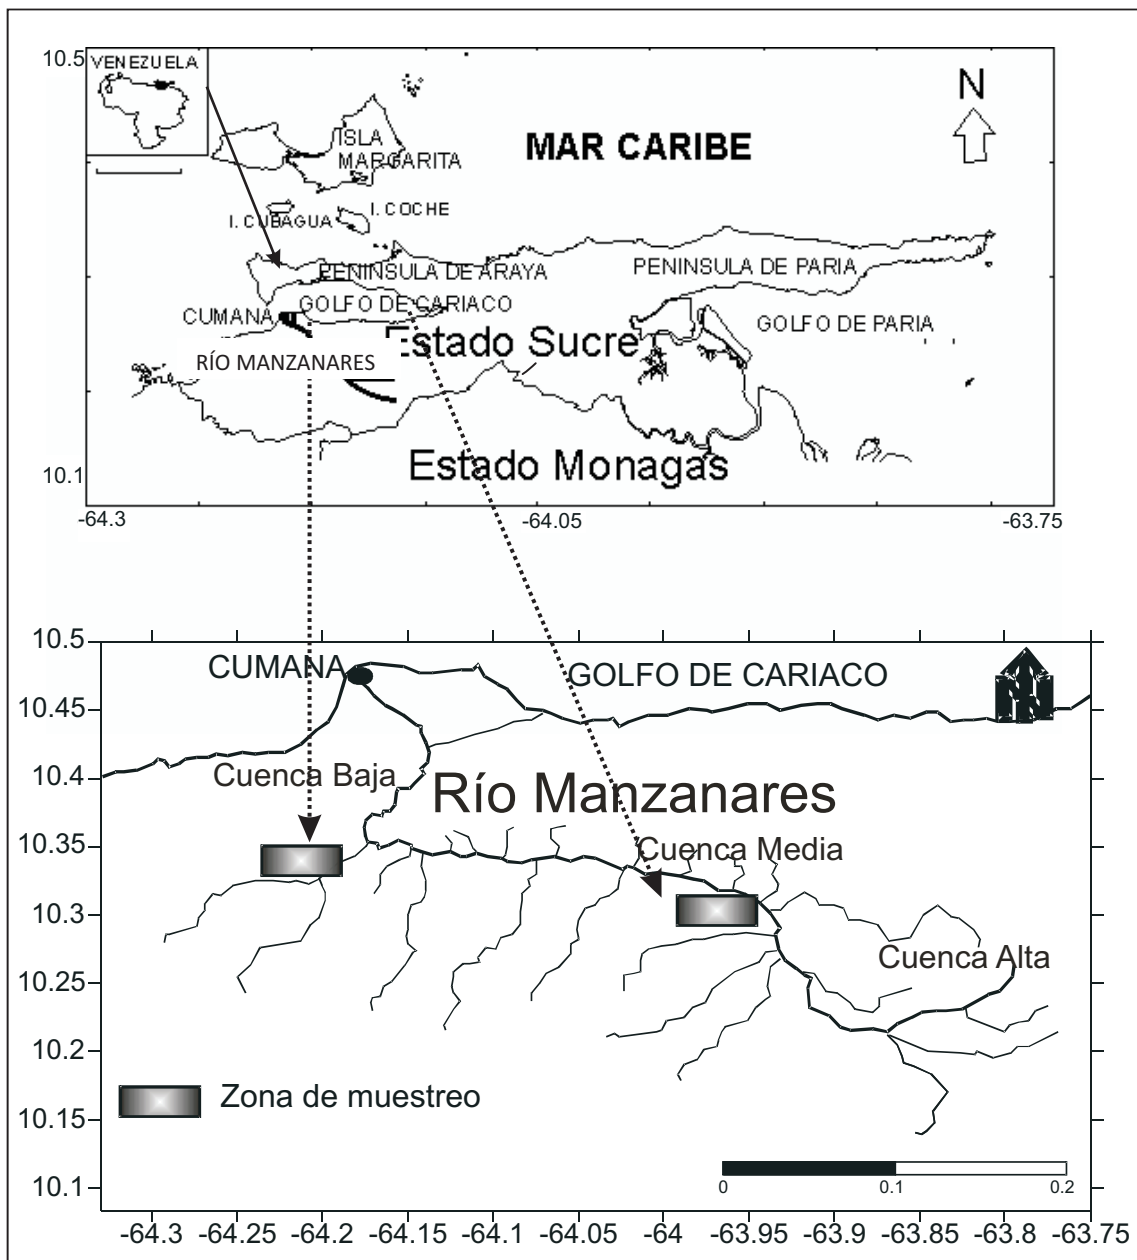 10.5
VENEZUELA
N
ISLA
MARGARITA
MAR CARIBE
I. COCHE
I. CUBAGUA
PENINSULA DE ARAYA
PENINSULA DE PARIA
GOLFO DE CARIACO
CUMANA
GOLFO DE PARIA
Estado Sucre
RÍO MANZANARES
Estado Monagas
10.1
-64.3
-64.05
-63.75
10.5
CUMANA
GOLFO DE CARIACO
N
10.45
10.4
Cuenca Baja
Río Manzanares
10.35
Cuenca Media
10.3
Cuenca Alta
10.25
10.2
Zona de muestreo
10.15
10.1
0
0.1
0.2
-64.3 -64.25 -64.2 -64.15 -64.1 -64.05 -64 -63.95 -63.9 -63.85 -63.8 -63.75